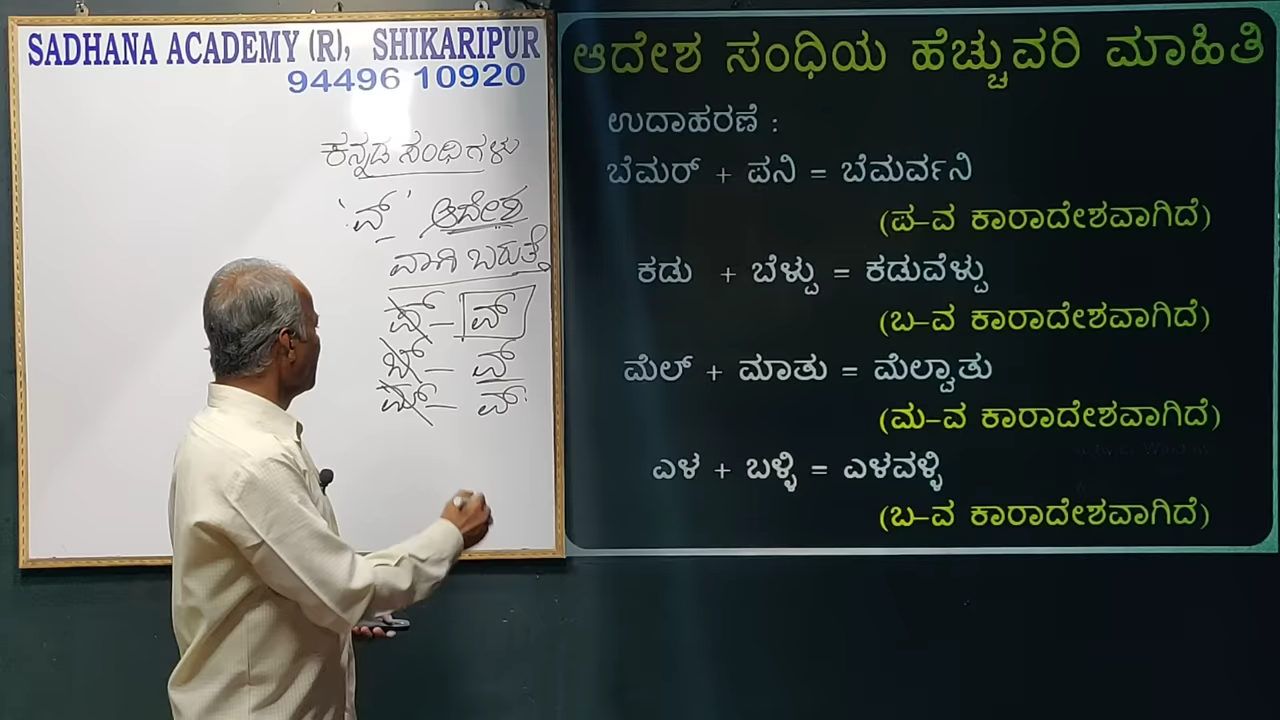 SADHANA ACADEMY (R), SHIKARIPUR
94496 10920
ಕನ್ನಡ ಸಂಧಿಗಳು
'ವ್' ಆದೇಶ
ವಾಗಿ ಬರುತ್ತೆ
ಪ್ – ವ್
ಬ್ – ವ್
ಮ್ – ವ್
ಆದೇಶ ಸಂಧಿಯ ಹೆಚ್ಚುವರಿ ಮಾಹಿತಿ
ಉದಾಹರಣೆ :
ಬೆಮರ್ + ಪನಿ = ಬೆಮರ್ವನಿ
(ಪ–ವ ಕಾರಾದೇಶವಾಗಿದೆ)
ಕಡು + ಬೆಳ್ಪು = ಕಡುವೆಳ್ಪು
(ಬ–ವ ಕಾರಾದೇಶವಾಗಿದೆ)
ಮೆಲ್ + ಮಾತು = ಮೆಲ್ವಾತು
(ಮ–ವ ಕಾರಾದೇಶವಾಗಿದೆ)
ಎಳ + ಬಳ್ಳಿ = ಎಳವಳ್ಳಿ
(ಬ–ವ ಕಾರಾದೇಶವಾಗಿದೆ)